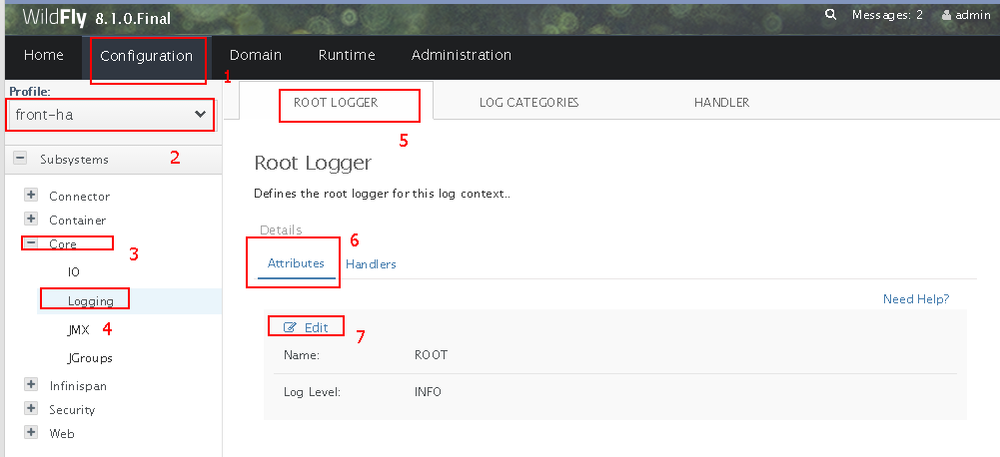 WildFly 8.1.0.Final
Messages: 2 admin
Home Configuration Domain Runtime Administration
1
Profile:
front-ha
2
Subsystems
Connector
Container
Core
3
IO
Logging
4
JMX
JGroups
Infinispan
Security
Web
ROOT LOGGER LOG CATEGORIES HANDLER
5
Root Logger
Defines the root logger for this log context..
Details
6
Attributes Handlers
Need Help?
Edit
7
Name: ROOT
Log Level: INFO